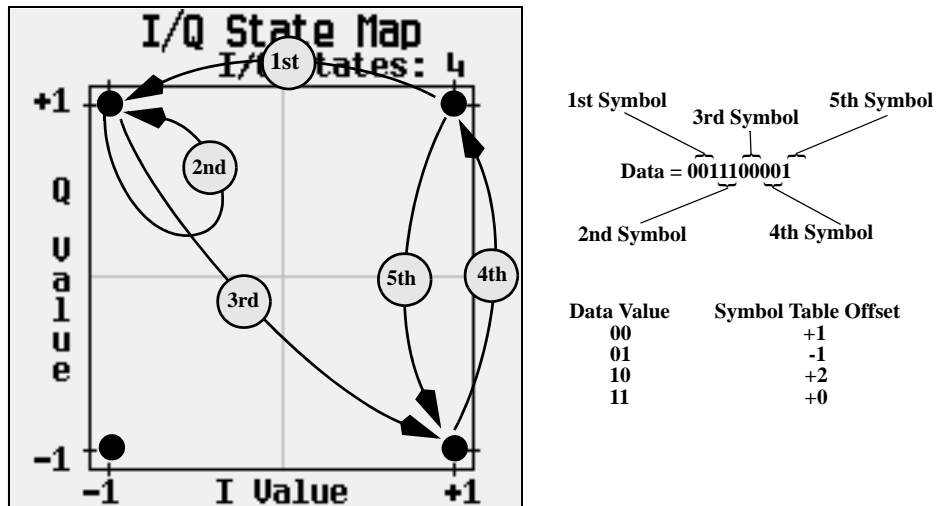 I/Q State Map
I/Q States: 4
1st
+1
2nd
Q Value
5th
4th
3rd
-1
-1
I Value
+1
1st Symbol
5th Symbol
3rd Symbol
Data = 0011100001
2nd Symbol
4th Symbol
Data Value Symbol Table Offset
00 +1
01 -1
10 +2
11 +0